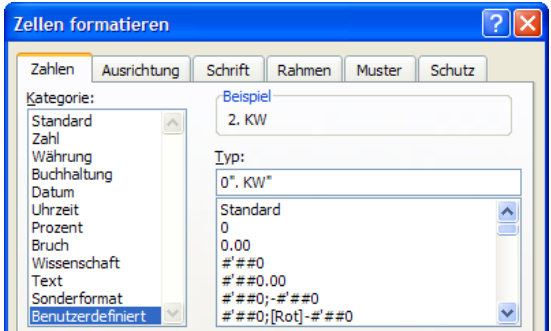 Zellen formatieren
Zahlen Ausrichtung Schrift Rahmen Muster Schutz
Kategorie:
Standard
Zahl
Währung
Buchhaltung
Datum
Uhrzeit
Prozent
Bruch
Wissenschaft
Text
Sonderformat
Benutzerdefiniert
Beispiel
2. KW
Typ:
0". KW"
Standard
0
0.00
#'##0
#'##0.00
#'##0;-#'##0
#'##0;[Rot]-#'##0